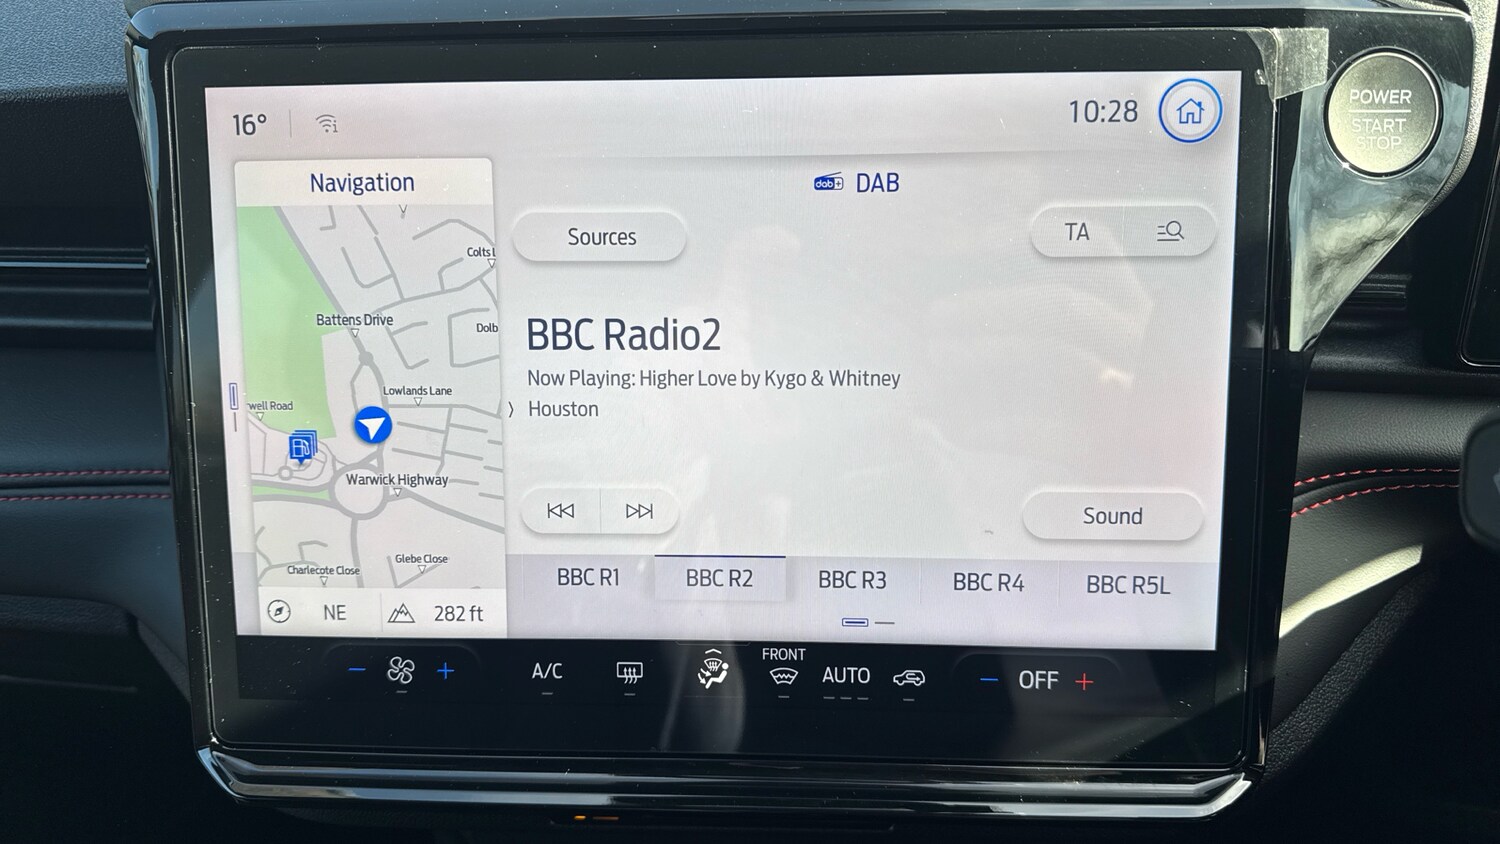 16°
1
10:28
POWER
START
STOP
Navigation
dab+ DAB
Sources
TA
Colts L
Battens Drive
Dolb
BBC Radio2
Now Playing: Higher Love by Kygo & Whitney
Houston
Lowlands Lane
well Road
Warwick Highway
Sound
Glebe Close
Charlecote Close
BBC R1
BBC R2
BBC R3
BBC R4
BBC R5L
NE
282 ft
- +
A/C
FRONT
AUTO
- OFF +